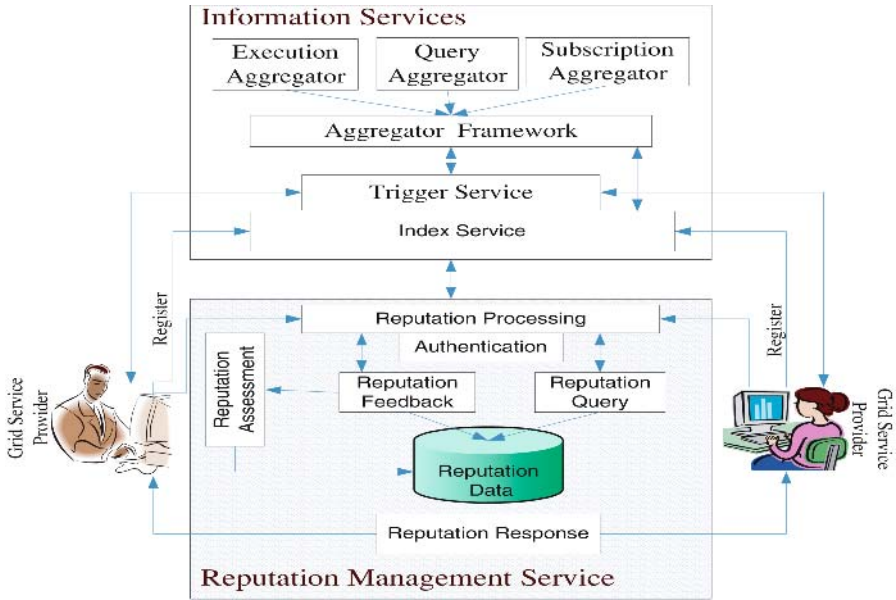 Information Services
Execution
Aggregator
Query
Aggregator
Subscription
Aggregator
Aggregator Framework
Trigger Service
Index Service
Register
Register
Reputation Processing
Authentication
Reputation
Assessment
Reputation
Feedback
Reputation
Query
Grid Service
Provider
Grid Service
Provider
Reputation
Data
Reputation Response
Reputation Management Service